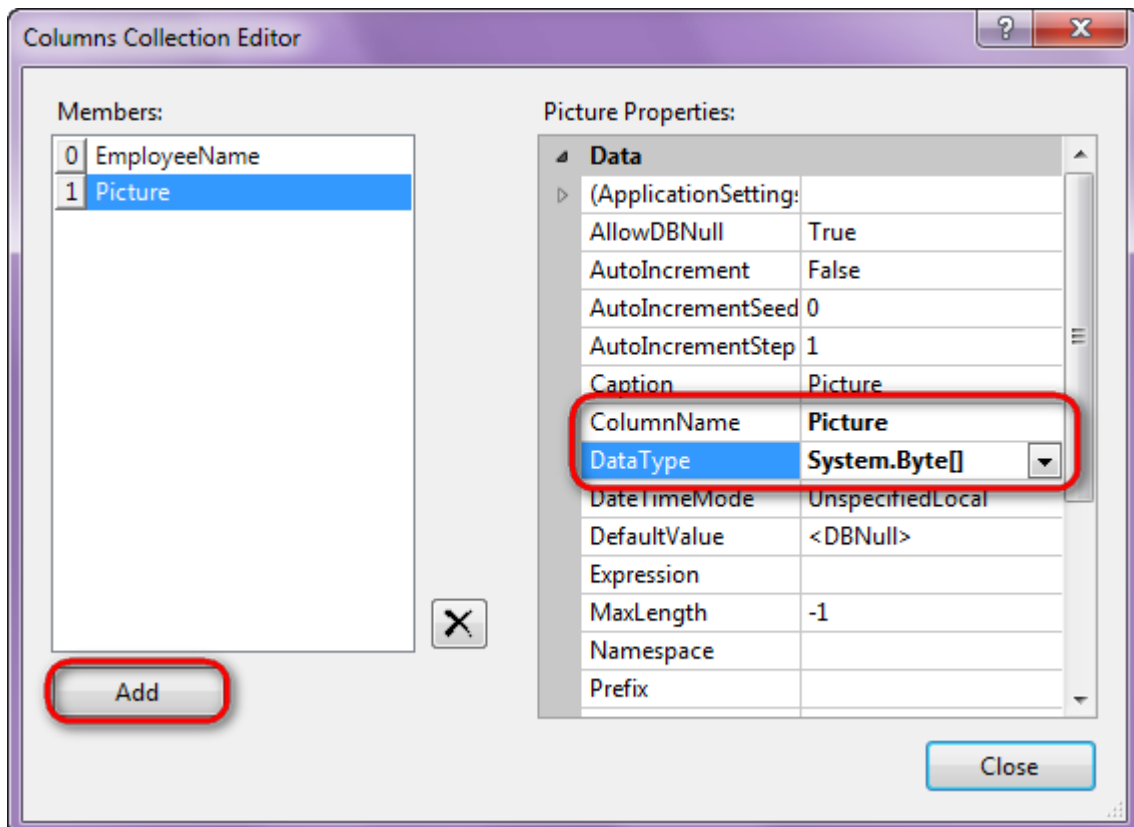 Columns Collection Editor
?
X
Members:
0 EmployeeName
1 Picture
Add
Picture Properties:
Data
(ApplicationSettings
AllowDBNull True
AutoIncrement False
AutoIncrementSeed 0
AutoIncrementStep 1
Caption Picture
ColumnName Picture
DataType System.Byte[]
DateTimeMode UnspecifiedLocal
DefaultValue <DBNull>
Expression
MaxLength -1
Namespace
Prefix
Close